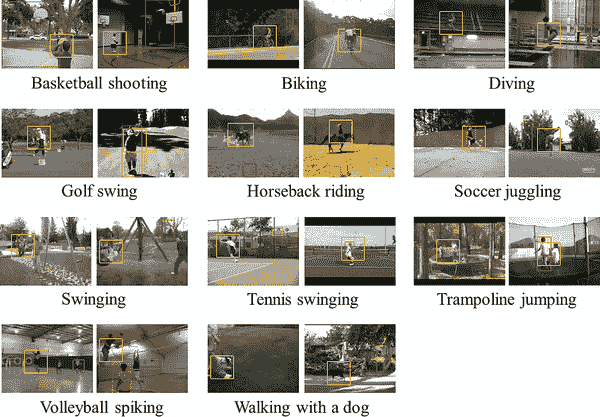 Basketball shooting
Biking
Diving
Golf swing
Horseback riding
Soccer juggling
Swinging
Tennis swinging
Trampoline jumping
Volleyball spiking
Walking with a dog